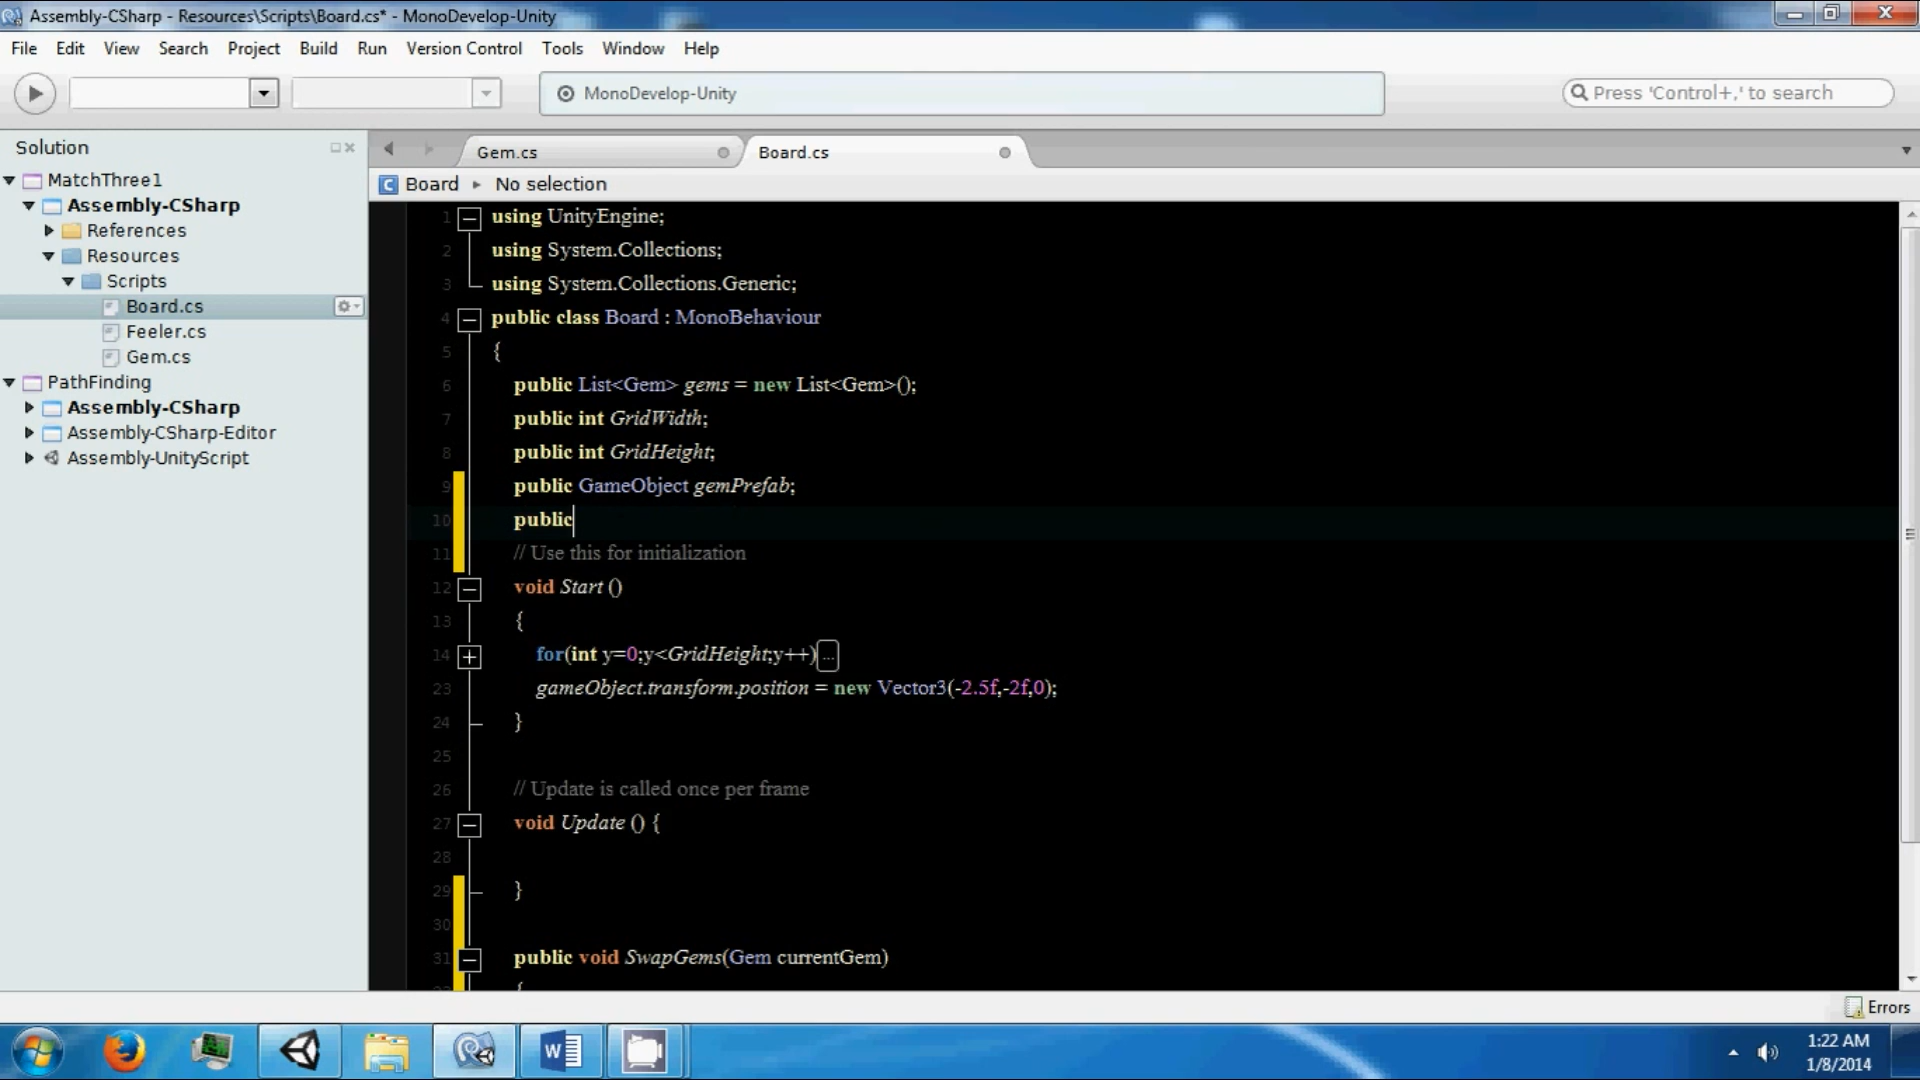 Assembly-CSharp - Resources\Scripts\Board.cs* - MonoDevelop-Unity
File Edit View Search Project Build Run Version Control Tools Window Help
MonoDevelop-Unity
Press 'Control+,' to search
Solution
MatchThree1
Assembly-CSharp
References
Resources
Scripts
Board.cs
Feeler.cs
Gem.cs
PathFinding
Assembly-CSharp
Assembly-CSharp-Editor
Assembly-UnityScript
Gem.cs
Board.cs
Board No selection
1 using UnityEngine;
2 using System.Collections;
3 using System.Collections.Generic;
4 public class Board : MonoBehaviour
5 {
6 public List<Gem> gems = new List<Gem>();
7 public int GridWidth;
8 public int GridHeight;
9 public GameObject gemPrefab;
10 public
11 // Use this for initialization
12 void Start ()
13 {
14 for(int y=0;y<GridHeight;y++)...
23 gameObject.transform.position = new Vector3(-2.5f,-2f,0);
24 }
25
26 // Update is called once per frame
27 void Update () {
28
29 }
30
31 public void SwapGems(Gem currentGem)
{
Errors
1:22 AM
1/8/2014